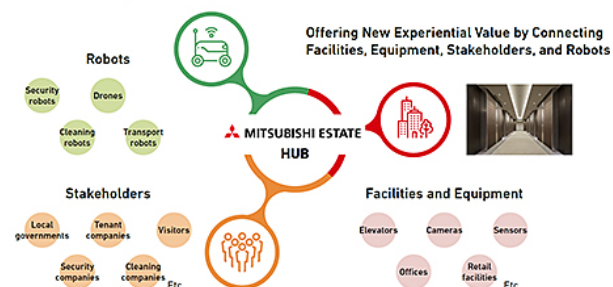 Offering New Experiential Value by Connecting
Facilities, Equipment, Stakeholders, and Robots
Robots
Security
robots
Drones
Cleaning
robots
Transport
robots
MITSUBISHI ESTATE
HUB
Stakeholders
Local
governments
Tenant
companies
Visitors
Security
companies
Cleaning
companies
Etc
Facilities and Equipment
Elevators
Cameras
Sensors
Offices
Retail
facilities
Etc